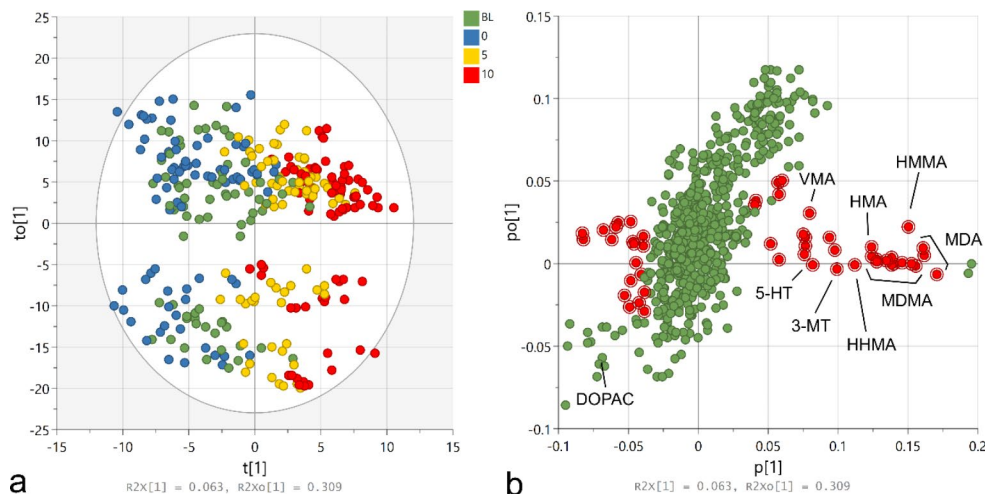 BL
0
5
10
25
20
15
10
5
0
-5
-10
-15
-20
-25
to[1]
-15
-10
-5
0
5
10
15
t[1]
R2X[1] = 0.063, R2Xo[1] = 0.309
a
0.1
0.05
0
-0.05
-0.1
po[1]
VMA
HMA
HMMA
MDA
MDMA
5-HT
3-MT
HHMA
DOPAC
-0.1
-0.05
0
0.05
0.1
0.15
0.2
p[1]
R2X[1] = 0.063, R2Xo[1] = 0.309
b